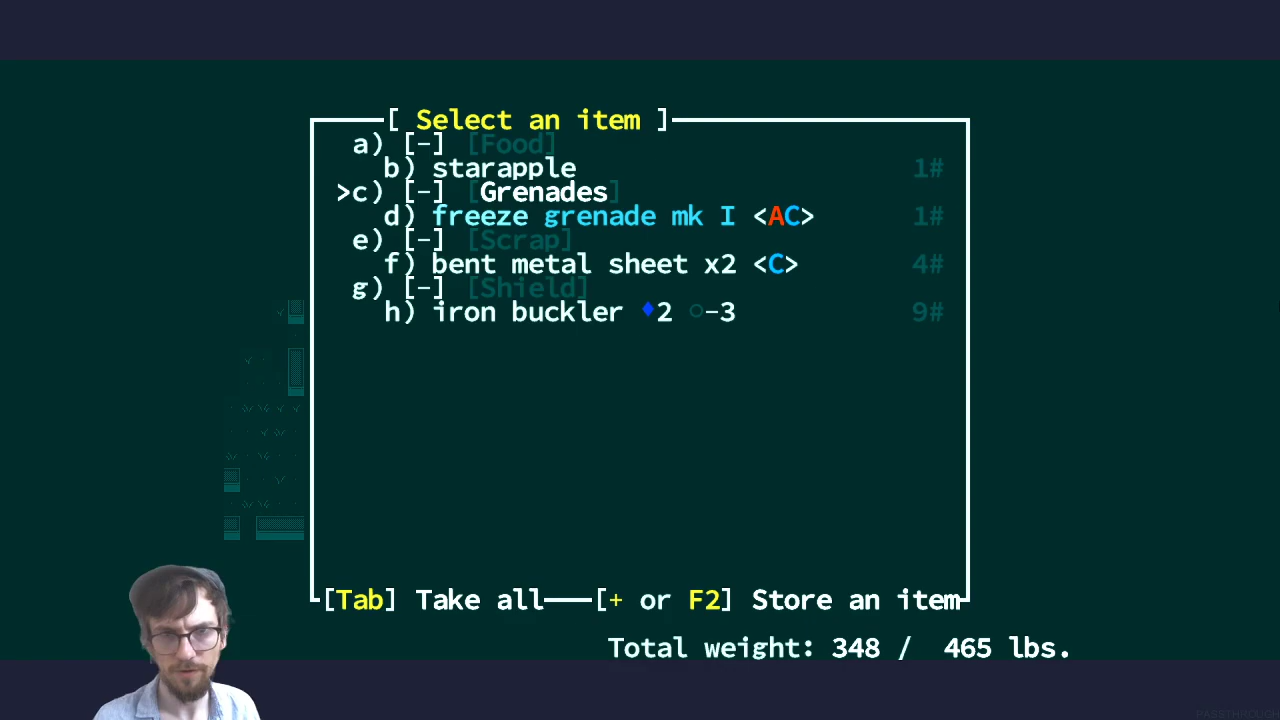 [ Select an item ]
a) [-] [Food]
b) starapple 1#
>c) [-] [Grenades]
d) freeze grenade mk I <AC> 1#
e) [-] [Scrap]
f) bent metal sheet x2 <C> 4#
g) [-] [Shield]
h) iron buckler ♦2 ○-3 9#
[Tab] Take all [+ or F2] Store an item
Total weight: 348 / 465 lbs.